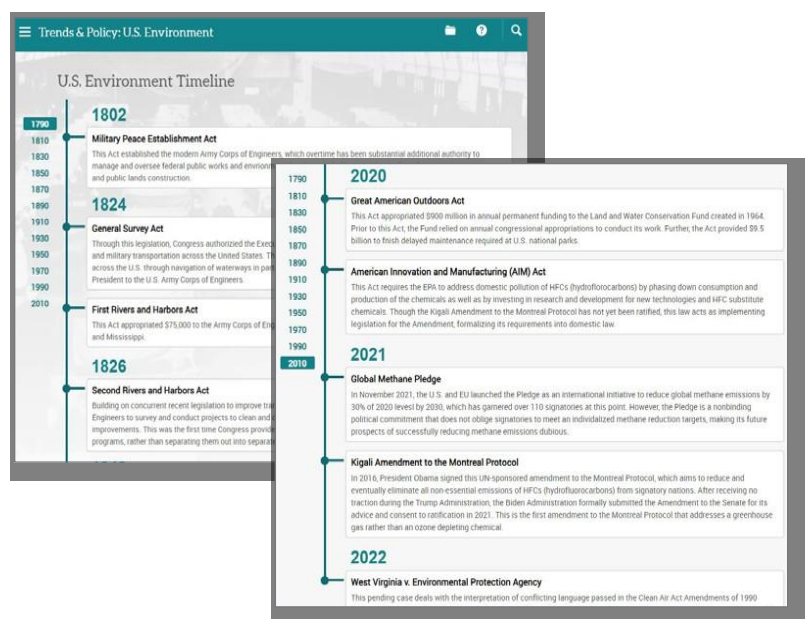 Trends & Policy: U.S. Environment
U.S. Environment Timeline
1790
1810
1830
1850
1870
1890
1910
1930
1950
1970
1990
2010
1802
Military Peace Establishment Act
This Act established the modern Army Corps of Engineers, which overtime has been substantial additional authority to
manage and oversee federal public works and environm
and public lands construction.
1824
General Survey Act
Through this legislation, Congress authorizied the Exec
and military transportation across the United States. Th
across the U.S. through navigation of waterways in part
President to the U.S. Army Corps of Engineers.
First Rivers and Harbors Act
This Act appropriated $75,000 to the Army Corps of Eng
and Mississippi.
1826
Second Rivers and Harbors Act
Building on concurrent recent legislation to improve tran
Engineers to survey and conduct projects to clean and
improvements. This was the first time Congress provide
programs, rather than separating them out into separat
1790
1810
1830
1850
1870
1890
1910
1930
1950
1970
1990
2010
2020
Great American Outdoors Act
This Act appropriated $900 million in annual permanent funding to the Land and Water Conservation Fund created in 1964.
Prior to this Act, the Fund relied on annual congressional appropriations to conduct its work. Further, the Act provided $9.5
billion to finish delayed maintenance required at U.S. national parks.
American Innovation and Manufacturing (AIM) Act
This Act requires the EPA to address domestic pollution of HFCs (hydroflorocarbons) by phasing down consumption and
production of the chemicals as well as by investing in research and development for new technologies and HFC substitute
chemicals. Though the Kigali Amendment to the Montreal Protocol has not yet been ratified, this law acts as implementing
legislation for the Amendment, formalizing its requirements into domestic law.
2021
Global Methane Pledge
In November 2021, the U.S. and EU launched the Pledge as an international initiative to reduce global methane emissions by
30% of 2020 levesl by 2030, which has garnered over 110 signatories at this point. However, the Pledge is a nonbinding
political commitment that does not oblige signatories to meet an individalized methane reduction targets, making its future
prospects of successfully reducing methane emissions dubious.
Kigali Amendment to the Montreal Protocol
In 2016, President Obama signed this UN-sponsored amendment to the Montreal Protocol, which aims to reduce and
eventually eliminate all non-essential emissions of HFCs (hydrofluorocarbons) from signatory nations. After receiving no
traction during the Trump Administration, the Biden Administration formally submitted the Amendment to the Senate for its
advice and consent to ratification in 2021. This is the first amendment to the Montreal Protocol that addresses a greenhouse
gas rather than an ozone depleting chemical.
2022
West Virginia v. Environmental Protection Agency
This pending case deals with the interpretation of conflicting language passed in the Clean Air Act Amendments of 1990